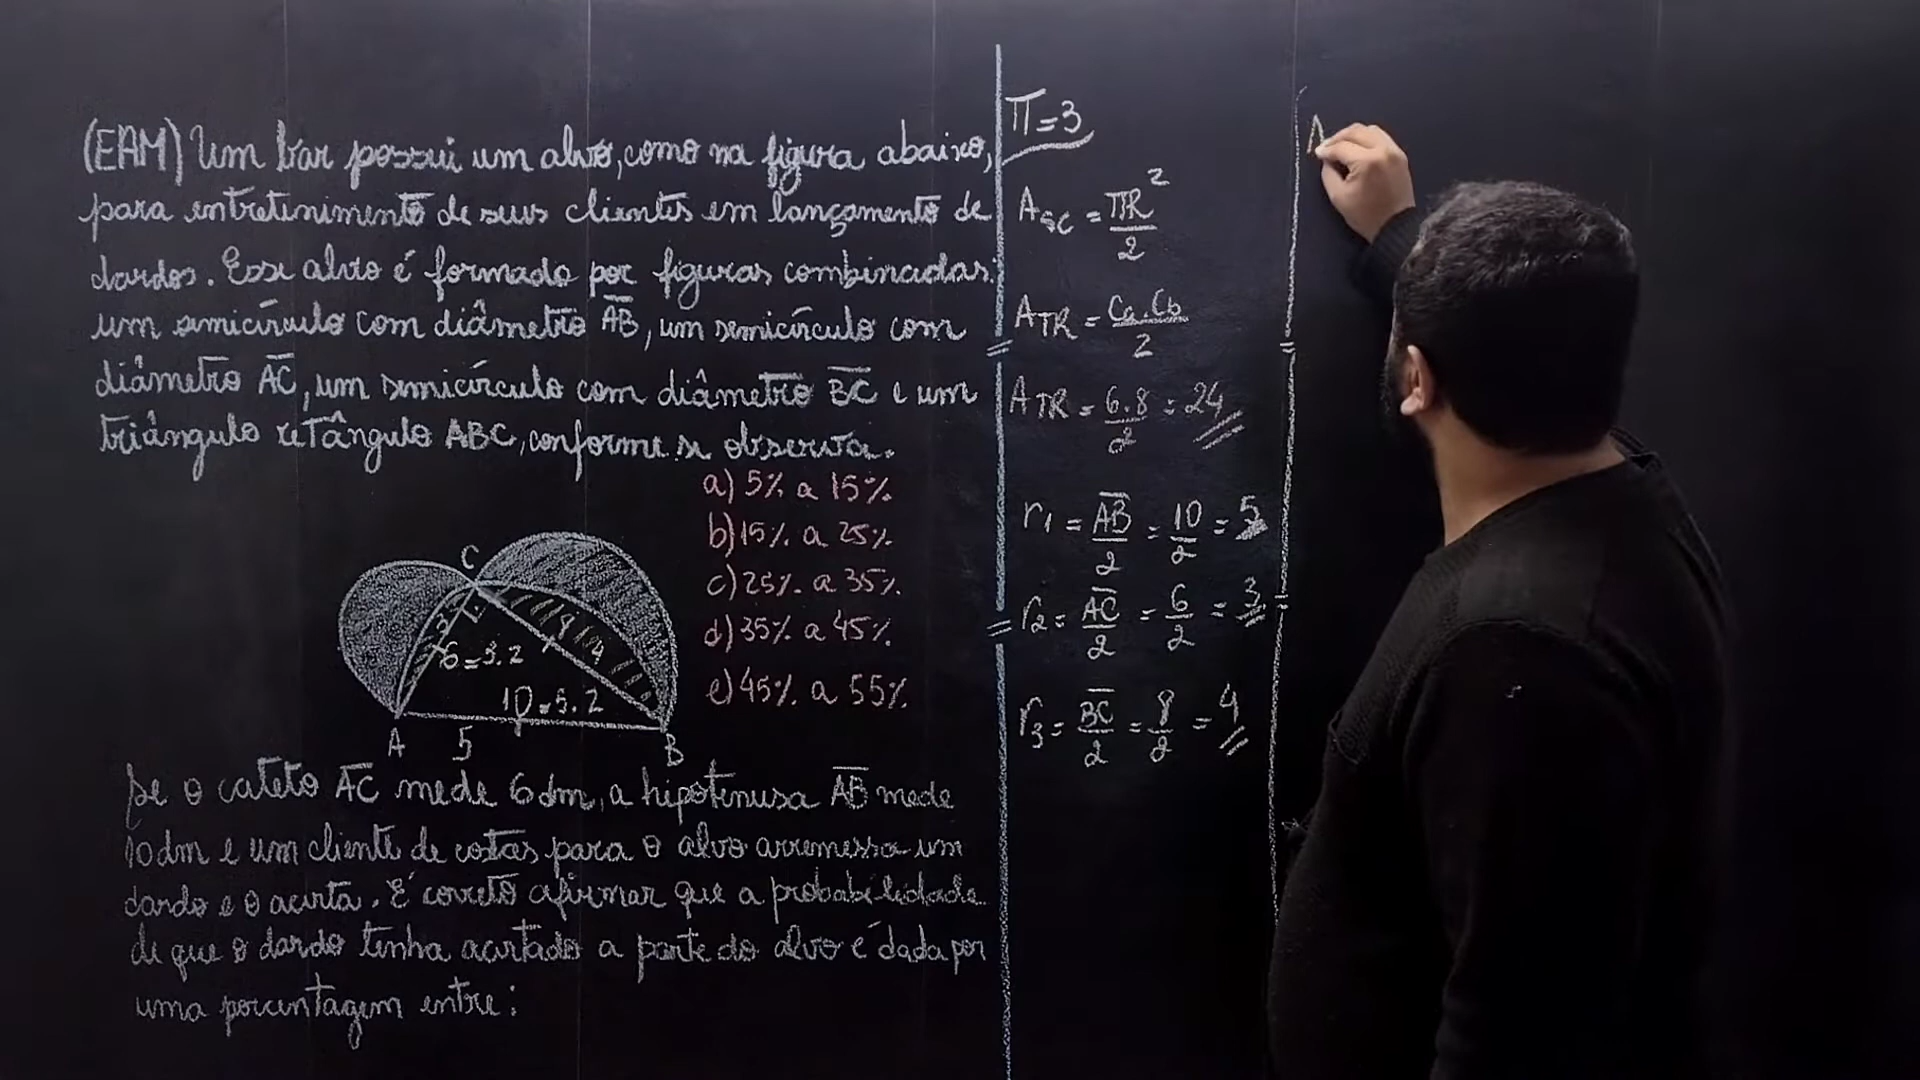 (EAM) Um bar possui um alvo, como na figura abaixo,
para entretenimento de seus clientes em lançamento de
dardos. Esse alvo é formado por figuras combinadas:
um semicírculo com diâmetro AB, um semicírculo com
diâmetro AC, um semicírculo com diâmetro BC e um
triângulo retângulo ABC, conforme se observa.
a) 5% a 15%
b) 15% a 25%
c) 25% a 35%
d) 35% a 45%
e) 45% a 55%
C
3
8
4
6=3.2
10=5.2
A
5
B
Se o cateto AC mede 6dm, a hipotenusa AB mede
10dm e um cliente de costas para o alvo arremessa um
dardo e o acerta. É correto afirmar que a probabilidade
de que o dardo tenha acertado a parte do alvo é dada por
uma porcentagem entre:
π=3
A_SC = πR²/2
A_TR = Ca.Cb/2
A_TR = 6.8/2 = 24
r1 = AB/2 = 10/2 = 5
r2 = AC/2 = 6/2 = 3
r3 = BC/2 = 8/2 = 4
A